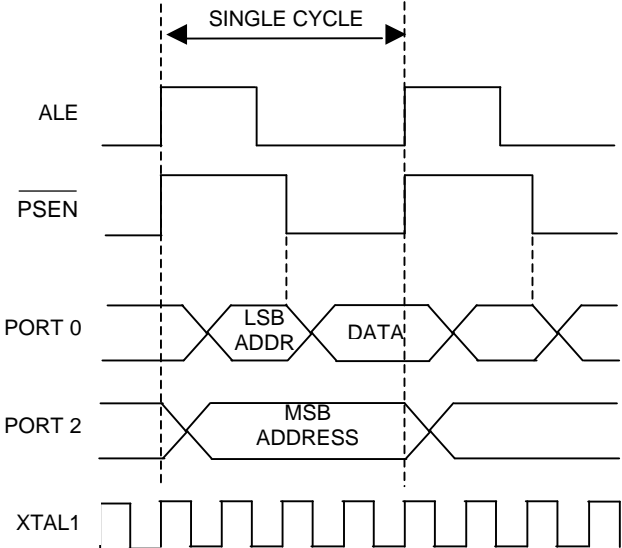 SINGLE CYCLE
ALE
PSEN
PORT 0
LSB
ADDR
DATA
PORT 2
MSB
ADDRESS
XTAL1